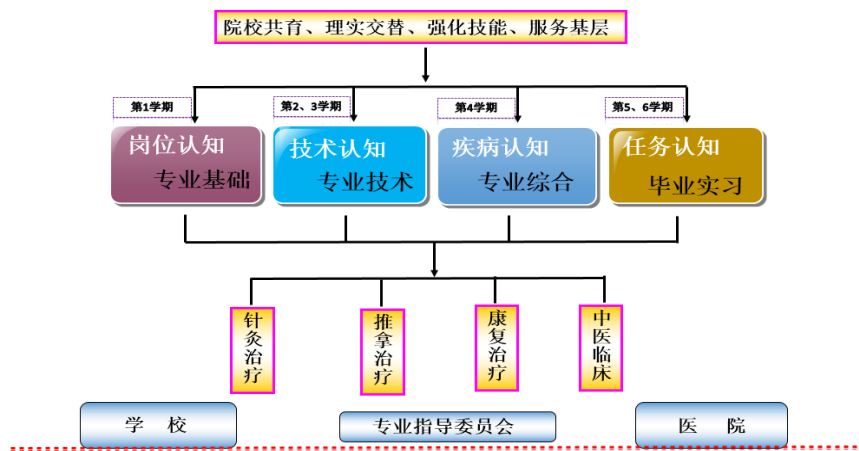 院校共育、理实交替、强化技能、服务基层
第1学期
第2、3学期
第4学期
第5、6学期
岗位认知
专业基础
技术认知
专业技术
疾病认知
专业综合
任务认知
毕业实习
针灸治疗
推拿治疗
康复治疗
中医临床
学 校
专业指导委员会
医 院